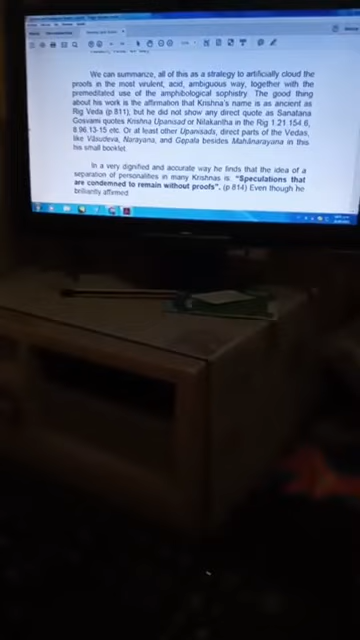 We can summarize, all of this as a strategy to artificially cloud the
proofs in the most virulent, acid, ambiguous way, together with the
premeditated use of the amphibological sophistry. The good thing
about his work is the affirmation that Krishna's name is as ancient as
Rig Veda (p 811), but he did not show any direct quote as Sanatana
Gosvami quotes Krishna Upanisad or Nilakantha in the Rig 1.21.154.6,
8.96.13-15 etc. Or at least other Upanisads, direct parts of the Vedas,
like Vāsudeva, Narayana, and Gopala besides Mahānarayana in this
his small booklet.
In a very dignified and accurate way he finds that the idea of a
separation of personalities in many Krishnas is: "Speculations that
are condemned to remain without proofs". (p 814) Even though he
brilliantly affirmed